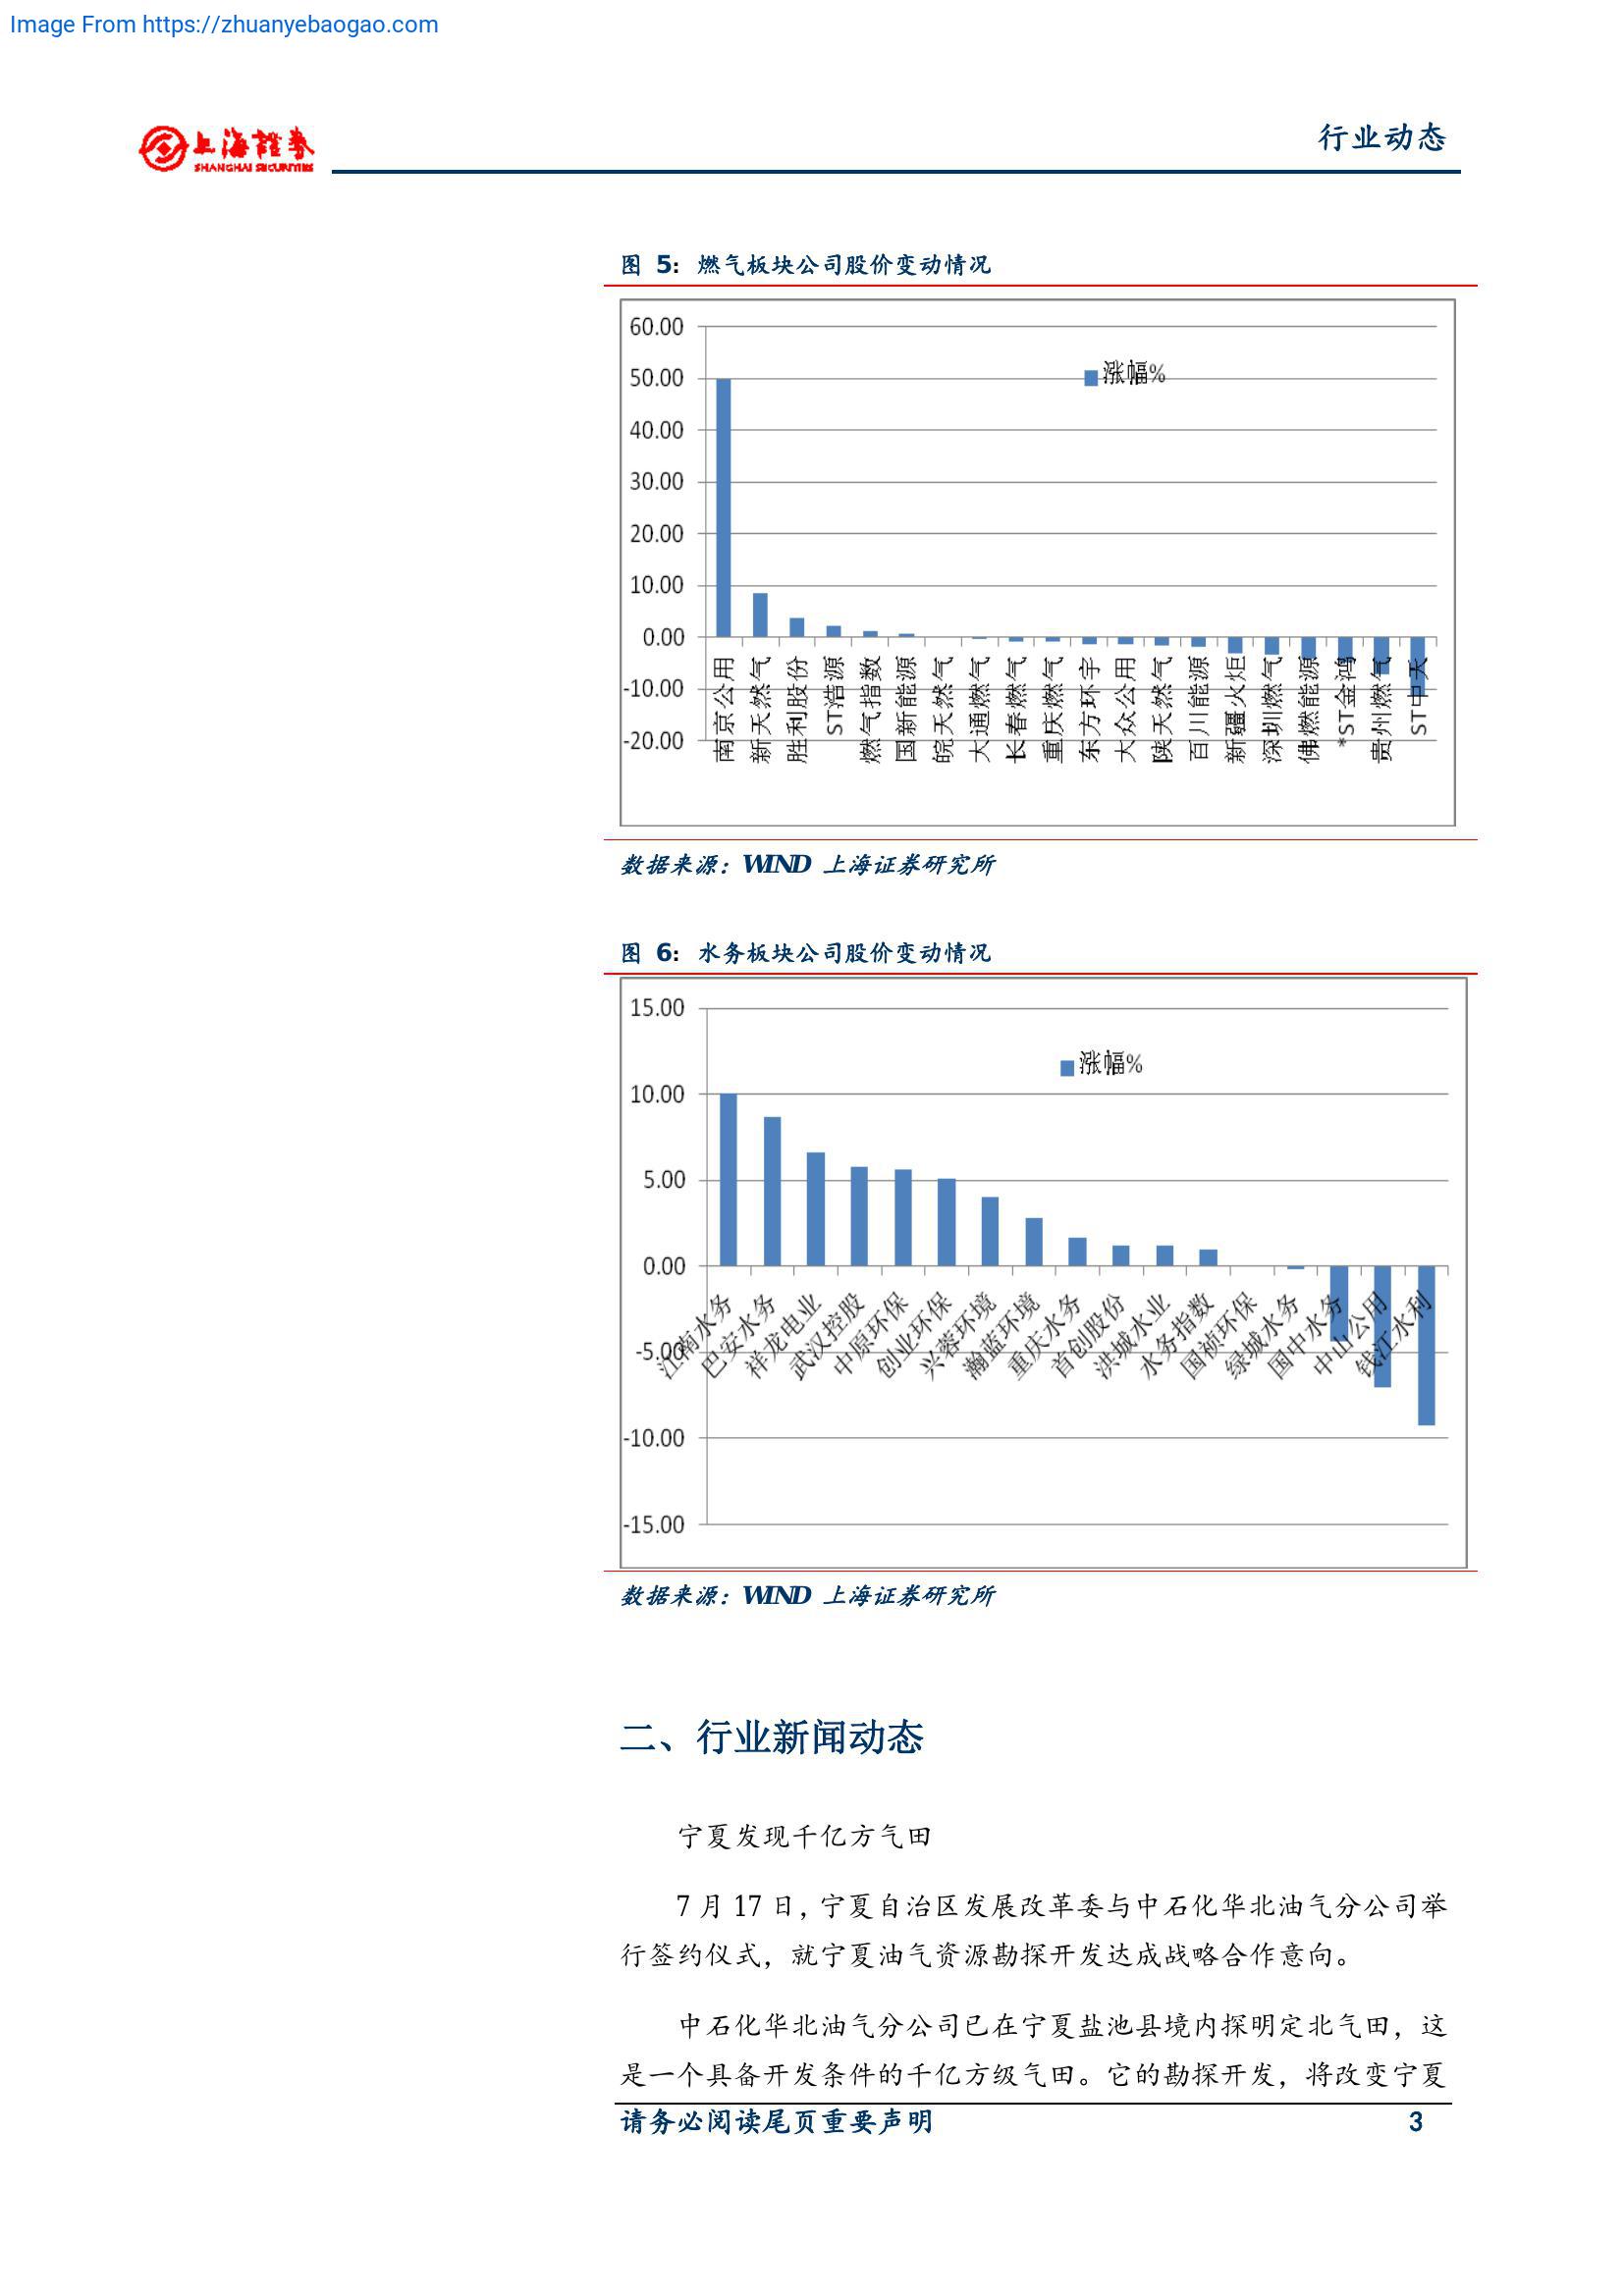 Image From https://zhuanyebaogao.com
上海證券
SHANGHAI SECURITIES
行业动态
图 5: 燃气板块公司股价变动情况
60.00
50.00
40.00
30.00
20.00
10.00
0.00
-10.00
-20.00
涨幅%
南京公用
新天然气
胜利股份
ST浩源
燃气指数
国新能源
皖天然气
大通燃气
长春燃气
重庆燃气
东方环宇
大众公用
陕天然气
百川能源
新疆火炬
深圳燃气
佛燃能源
*ST金鸿
贵州燃气
ST中天
数据来源: WIND 上海证券研究所
图 6: 水务板块公司股价变动情况
15.00
10.00
5.00
0.00
-5.00
-10.00
-15.00
涨幅%
江南水务
巴安水务
祥龙电业
武汉控股
中原环保
创业环保
兴蓉环境
瀚蓝环境
重庆水务
首创股份
洪城水业
水务指数
国祯环保
绿城水务
国中水务
中山公用
钱江水利
数据来源: WIND 上海证券研究所
二、行业新闻动态
宁夏发现千亿方气田
7 月 17 日，宁夏自治区发展改革委与中石化华北油气分公司举
行签约仪式，就宁夏油气资源勘探开发达成战略合作意向。
中石化华北油气分公司已在宁夏盐池县境内探明定北气田，这
是一个具备开发条件的千亿方级气田。它的勘探开发，将改变宁夏
请务必阅读尾页重要声明
3